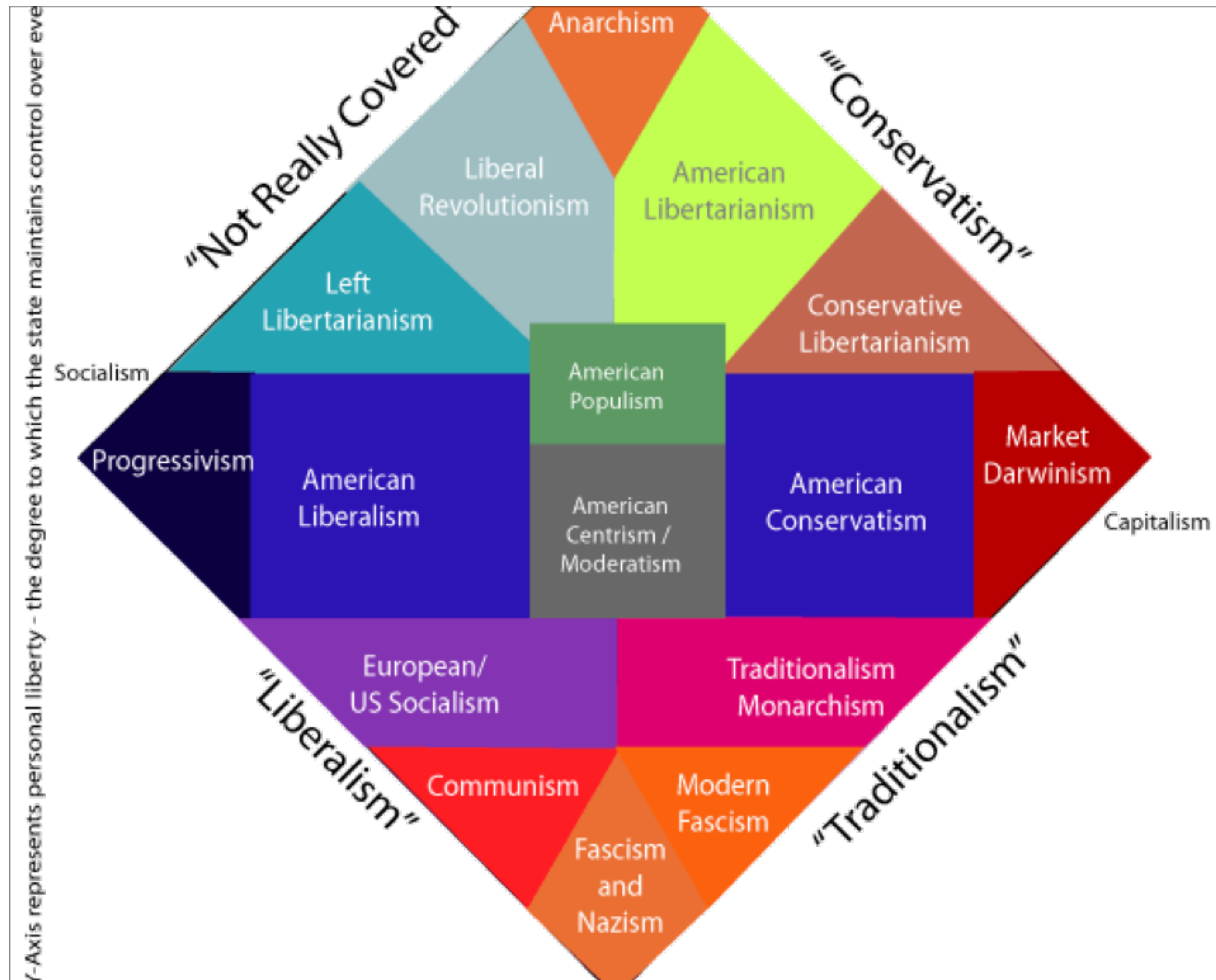 Y-Axis represents personal liberty - the degree to which the state maintains control over eve
“Not Really Covered”
Anarchism
““Conservatism”
Liberal
Revolutionism
American
Libertarianism
Left
Libertarianism
Conservative
Libertarianism
Socialism
American
Populism
Progressivism
American
Liberalism
American
Centrism /
Moderatism
American
Conservatism
Market
Darwinism
Capitalism
European/
US Socialism
Traditionalism
Monarchism
“Liberalism”
“Traditionalism”
Communism
Modern
Fascism
Fascism
and
Nazism